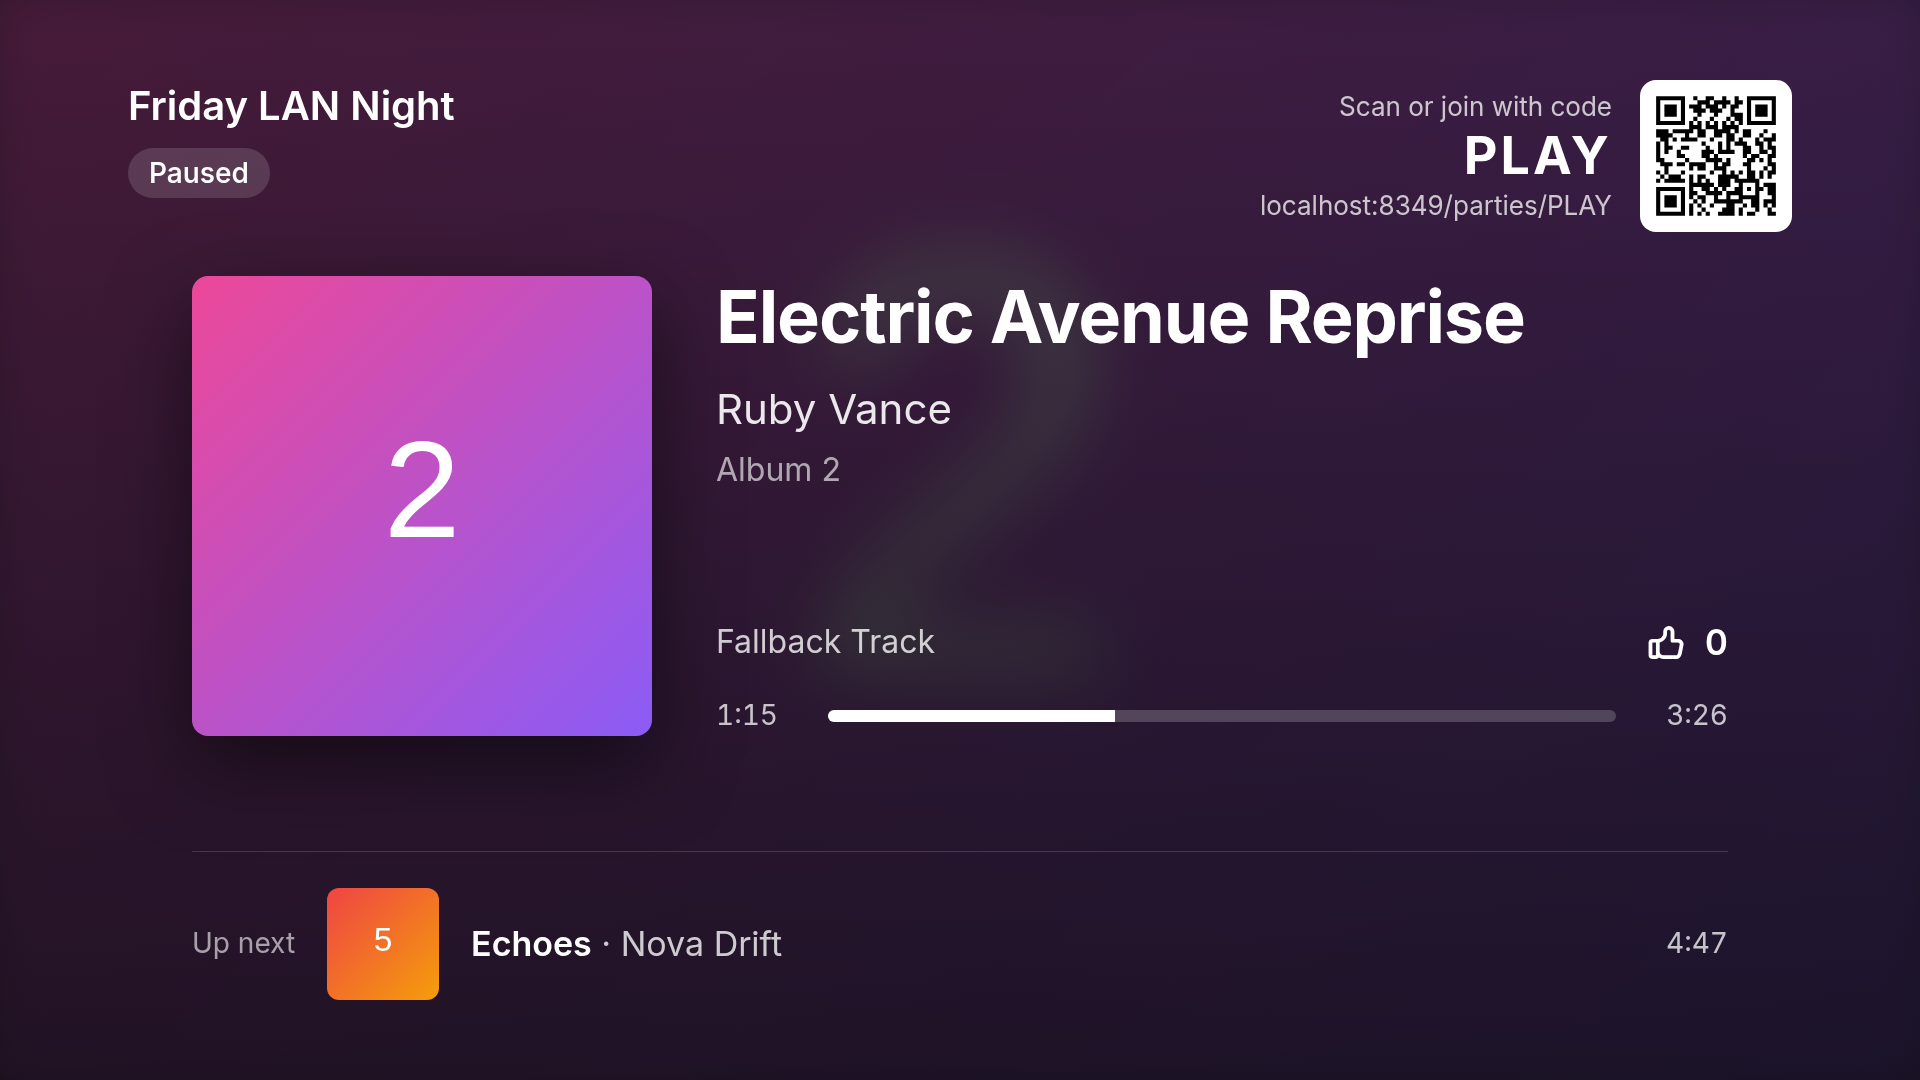 Friday LAN Night
Paused
Scan or join with code
PLAY
localhost:8349/parties/PLAY
2
Electric Avenue Reprise
Ruby Vance
Album 2
Fallback Track
0
1:15
3:26
Up next
5
Echoes · Nova Drift
4:47